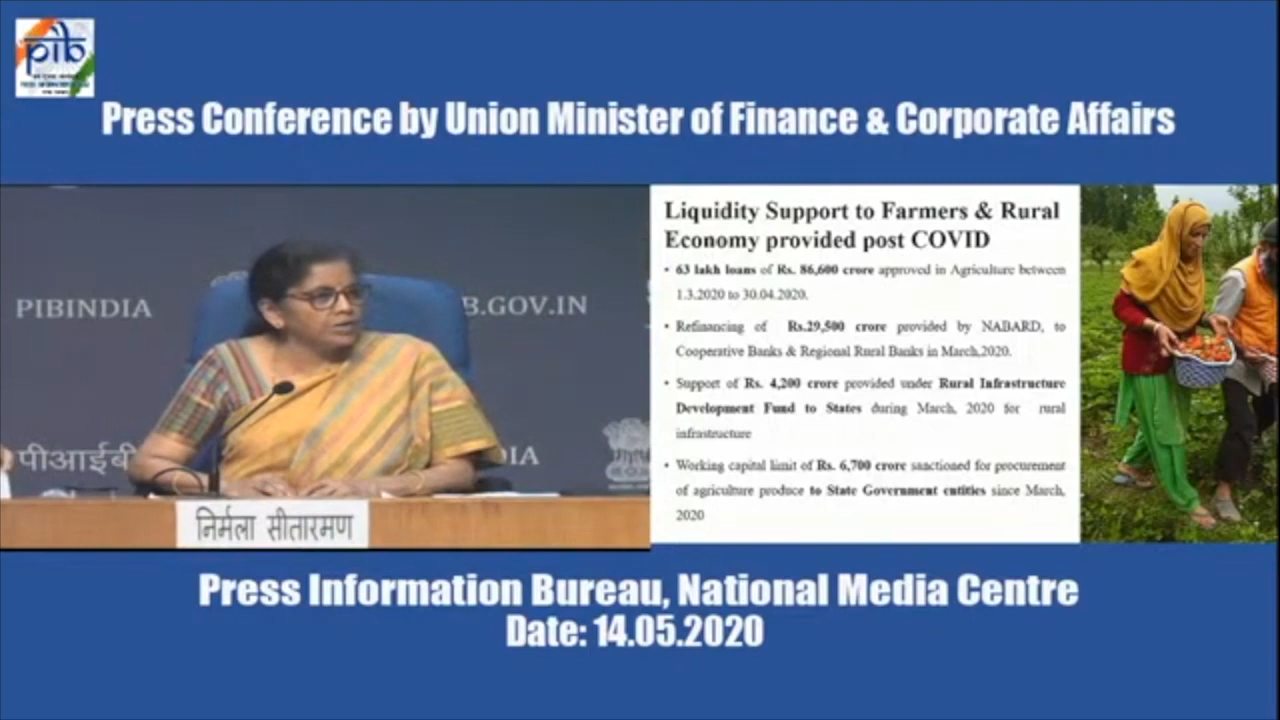 pib
Press Conference by Union Minister of Finance & Corporate Affairs
PIBINDIA
B.GOV.IN
पीआईबी
DIA
निर्मला सीतारमण
Liquidity Support to Farmers & Rural
Economy provided post COVID
• 63 lakh loans of Rs. 86,600 crore approved in Agriculture between
1.3.2020 to 30.04.2020.
• Refinancing of Rs.29,500 crore provided by NABARD, to
Cooperative Banks & Regional Rural Banks in March,2020.
• Support of Rs. 4,200 crore provided under Rural Infrastructure
Development Fund to States during March, 2020 for rural
infrastructure
• Working capital limit of Rs. 6,700 crore sanctioned for procurement
of agriculture produce to State Government entities since March,
2020
Press Information Bureau, National Media Centre
Date: 14.05.2020